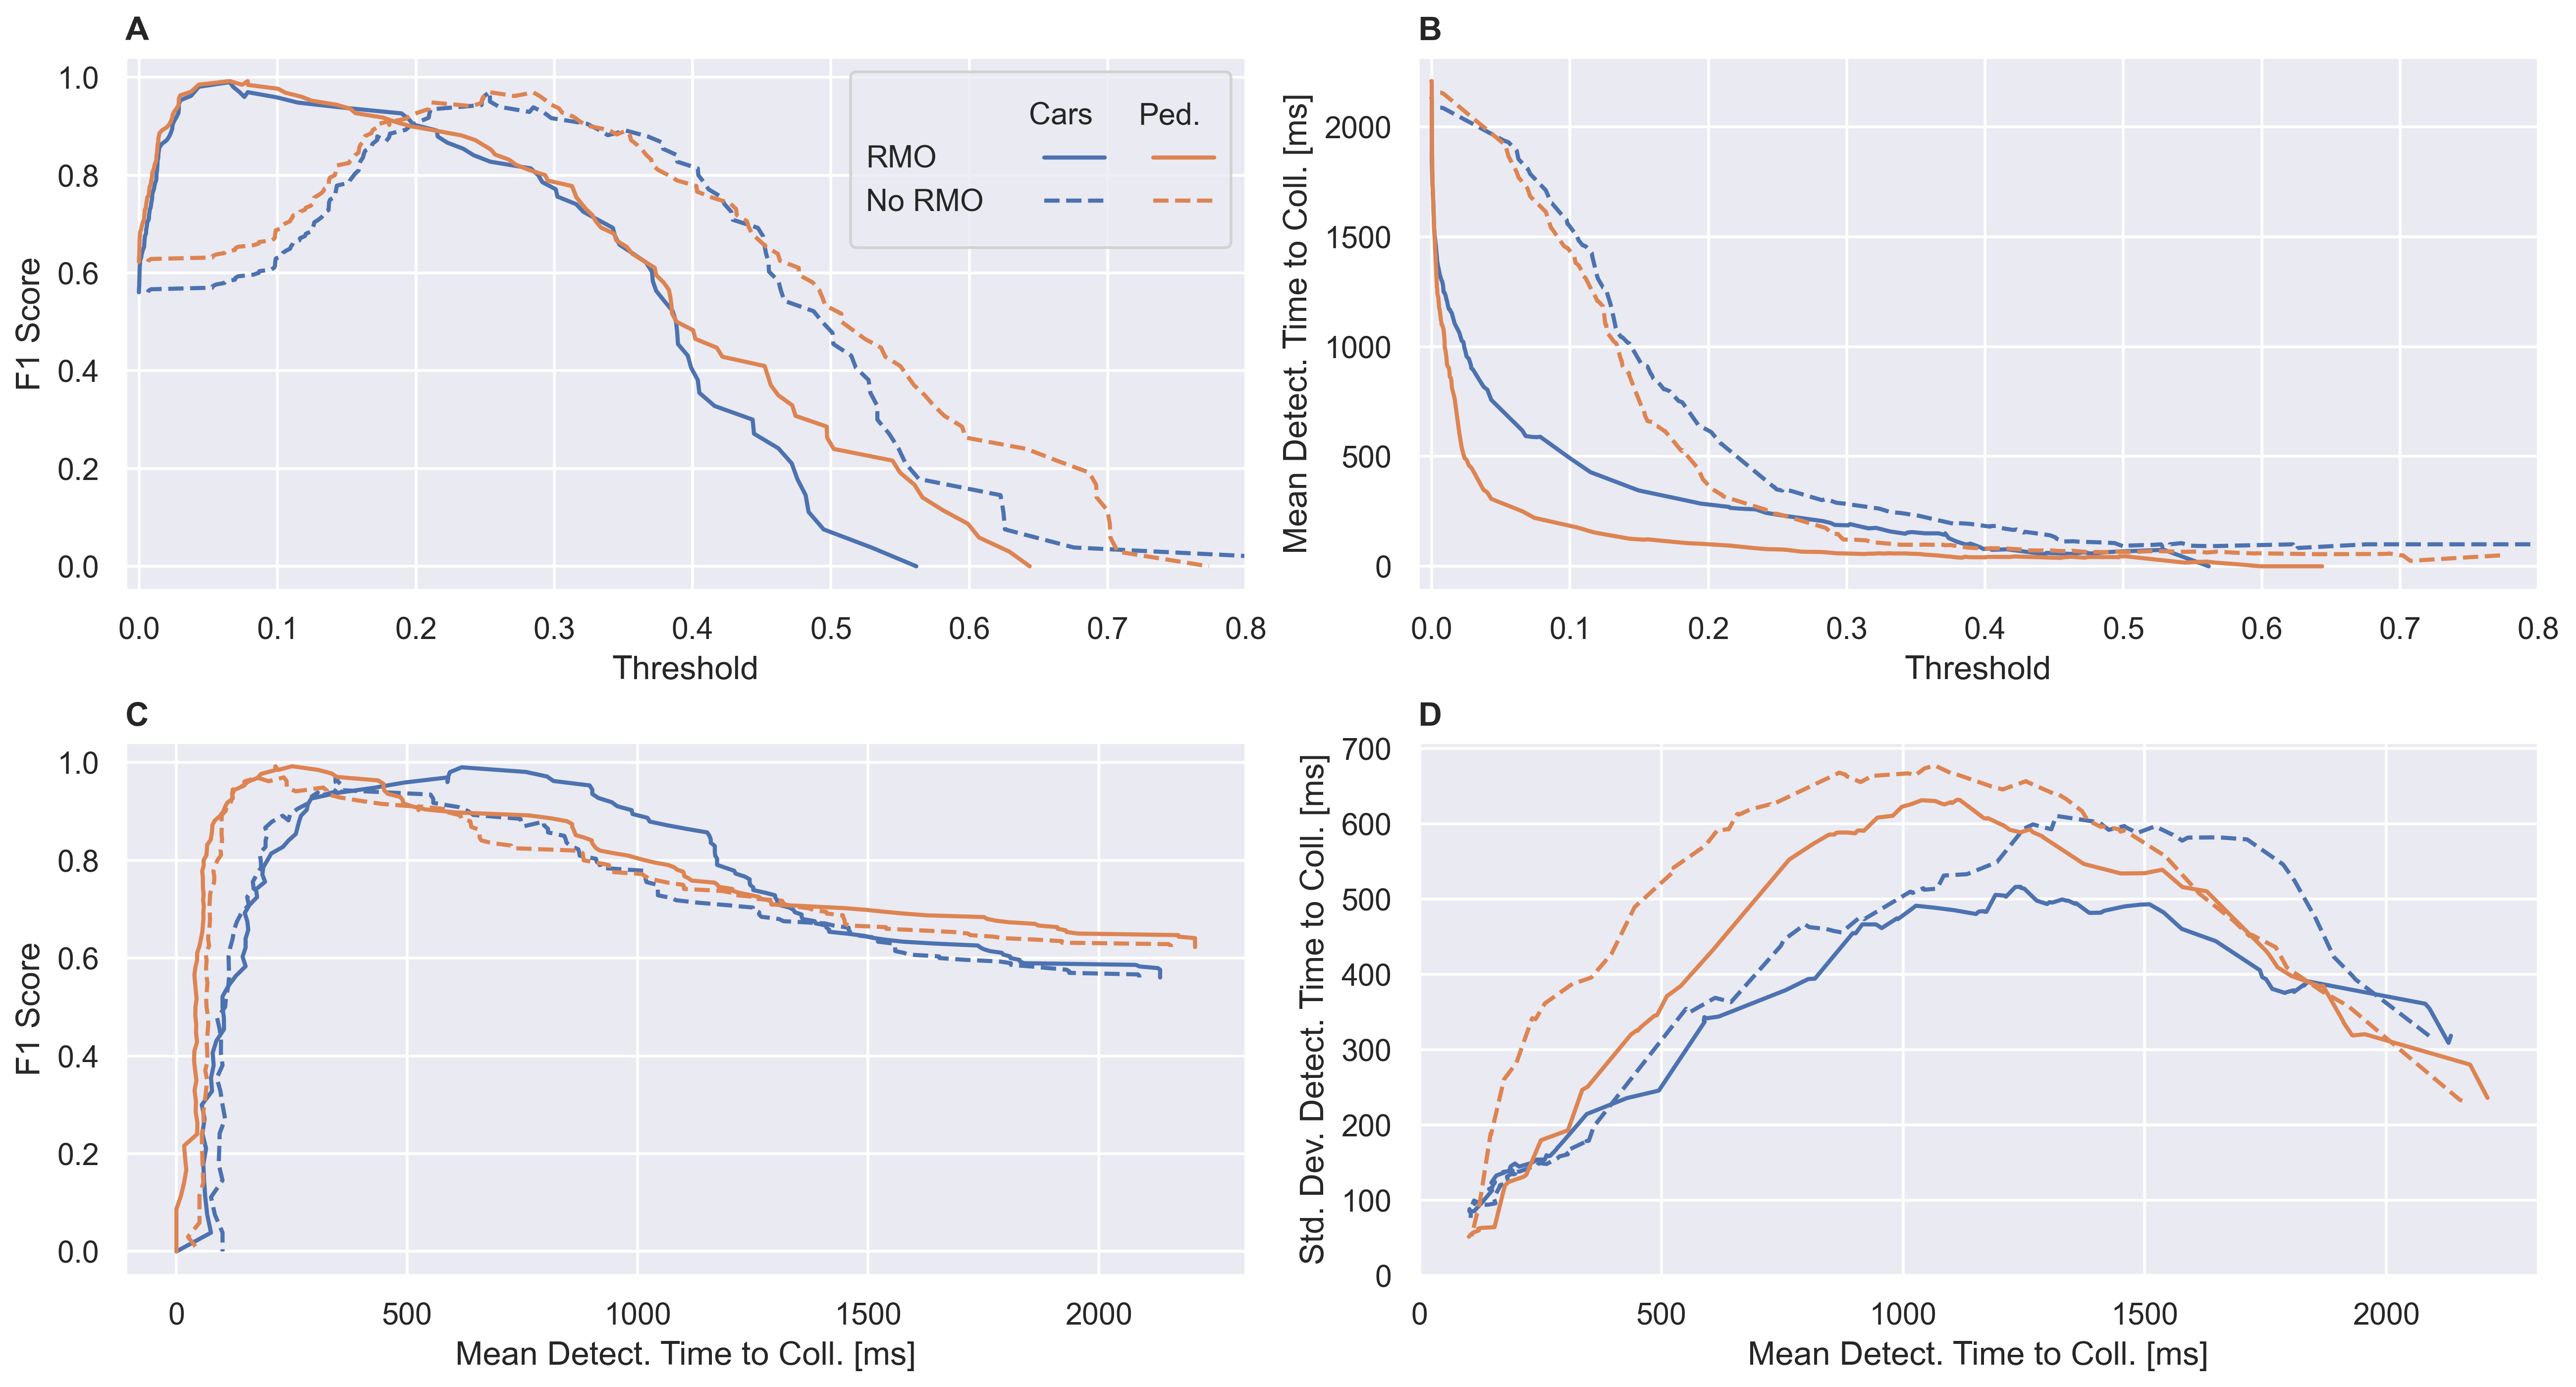 A
F1 Score
1.0
0.8
0.6
0.4
0.2
0.0
Cars Ped.
RMO
No RMO
0.0 0.1 0.2 0.3 0.4 0.5 0.6 0.7 0.8
Threshold
B
Mean Detect. Time to Coll. [ms]
2000
1500
1000
500
0
0.0 0.1 0.2 0.3 0.4 0.5 0.6 0.7 0.8
Threshold
C
F1 Score
1.0
0.8
0.6
0.4
0.2
0.0
0 500 1000 1500 2000
Mean Detect. Time to Coll. [ms]
D
Std. Dev. Detect. Time to Coll. [ms]
700
600
500
400
300
200
100
0
0 500 1000 1500 2000
Mean Detect. Time to Coll. [ms]